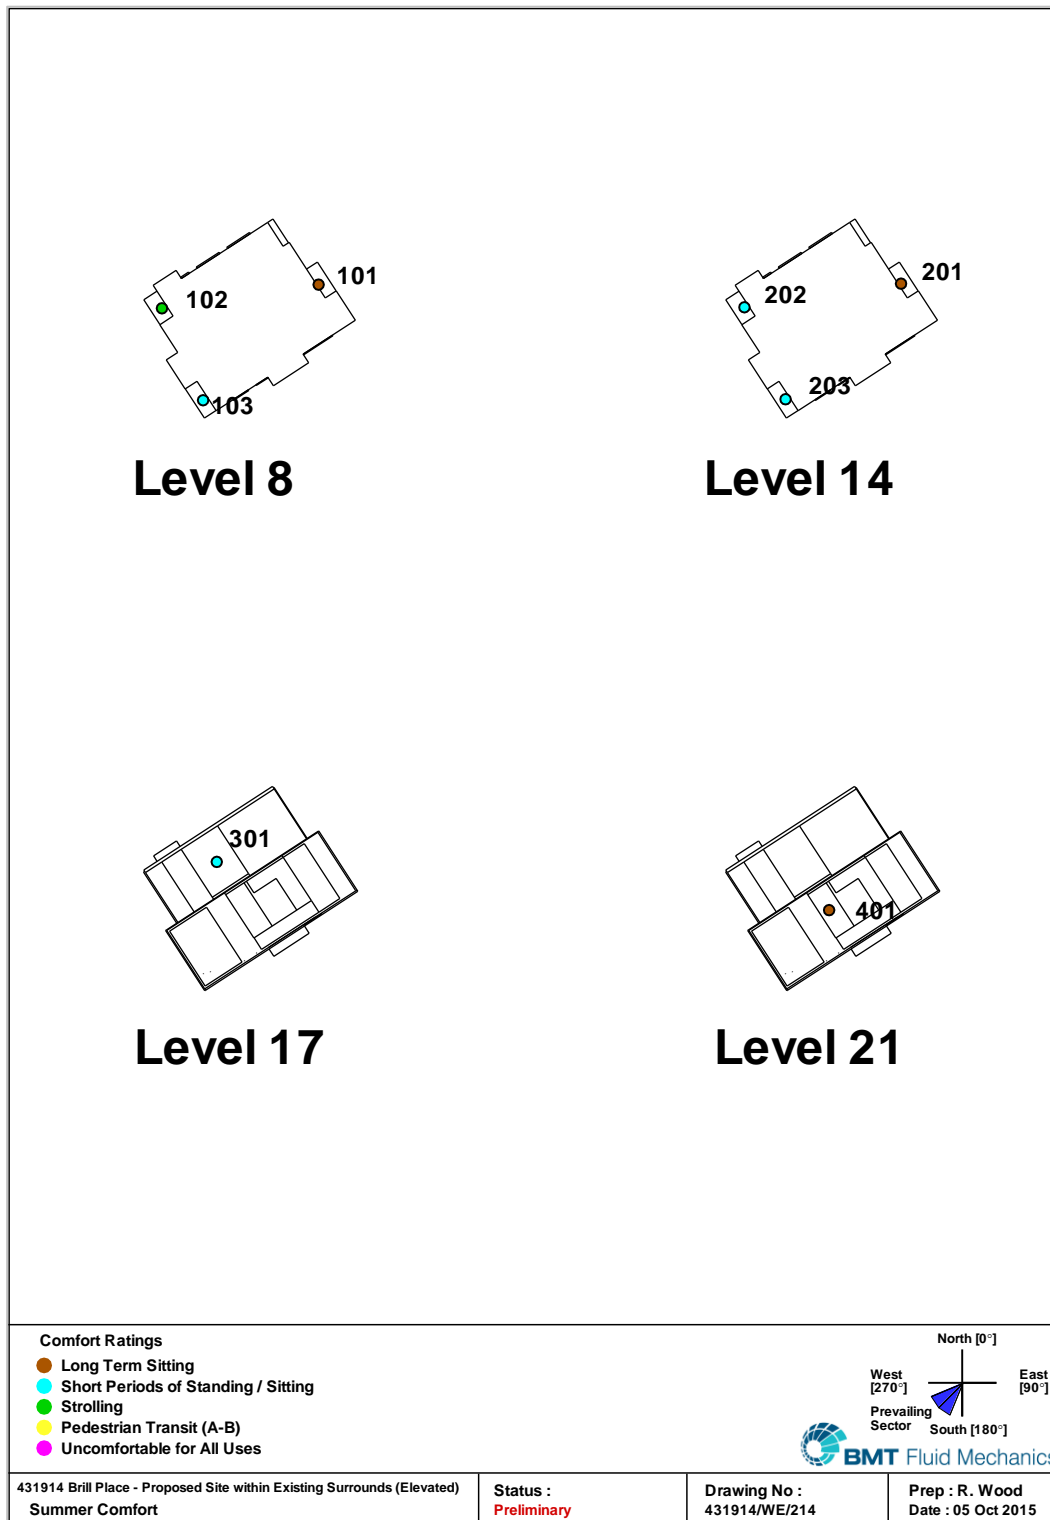 101
102
103
Level 8
201
202
203
Level 14
301
Level 17
401
Level 21
Comfort Ratings
Long Term Sitting
Short Periods of Standing / Sitting
Strolling
Pedestrian Transit (A-B)
Uncomfortable for All Uses
North [0°]
West
[270°]
East
[90°]
Prevailing
Sector
South [180°]
BMT Fluid Mechanics
431914 Brill Place - Proposed Site within Existing Surrounds (Elevated)
Summer Comfort
Status :
Preliminary
Drawing No :
431914/WE/214
Prep : R. Wood
Date : 05 Oct 2015